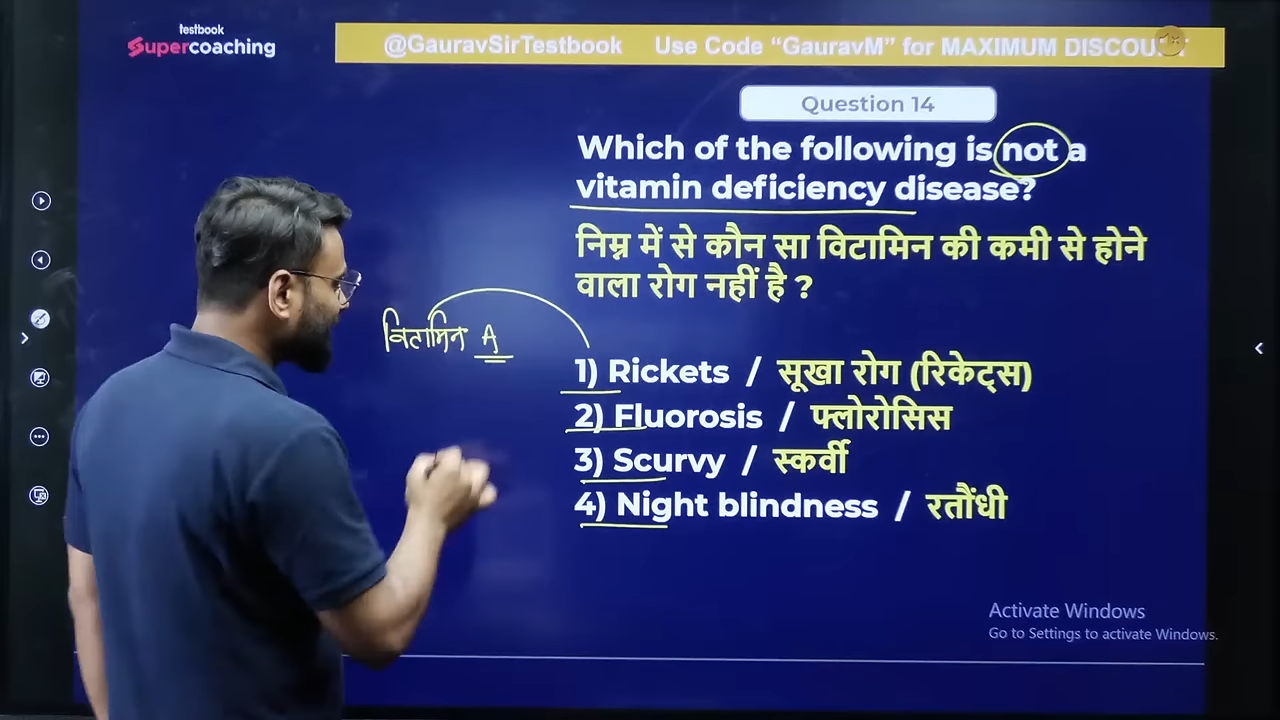 testbook
Supercoaching
@GauravSirTestbook Use Code “GauravM” for MAXIMUM DISCOUNT
Question 14
Which of the following is not a
vitamin deficiency disease?
निम्न में से कौन सा विटामिन की कमी से होने
वाला रोग नहीं है ?
विटामिन A
1) Rickets / सूखा रोग (रिकेट्स)
2) Fluorosis / फ्लोरोसिस
3) Scurvy / स्कर्वी
4) Night blindness / रतौंधी
Activate Windows
Go to Settings to activate Windows.